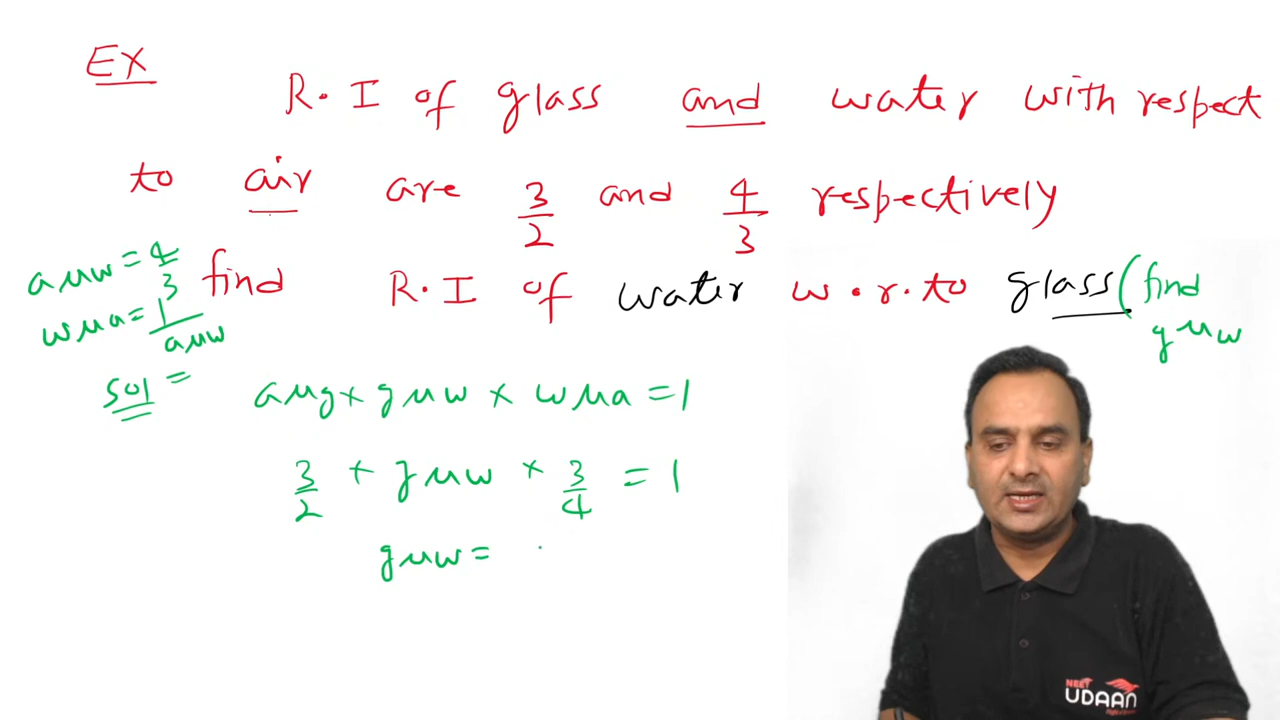 EX
R.I of glass and water with respect
to air are 3/2 and 4/3 respectively
find R.I of water w.r.to glass (find
gμw
aμw = 4/3
wμa = 1/aμw
sol =
aμg × gμw × wμa = 1
3/2 × gμw × 3/4 = 1
gμw =
NEET
UDAAN